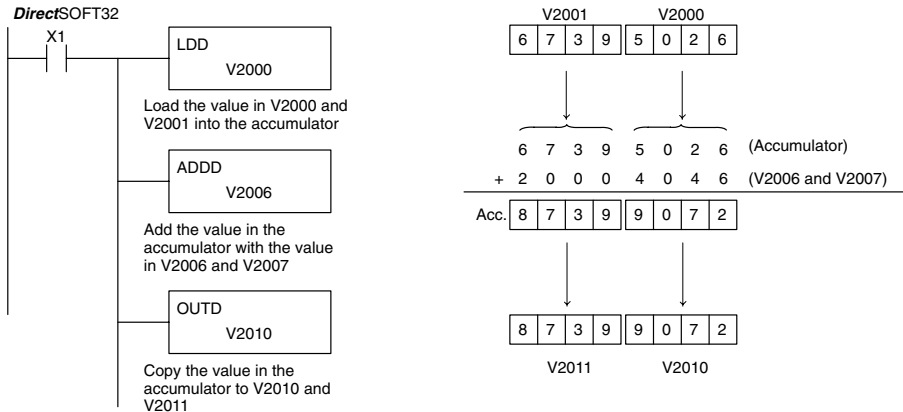 DirectSOFT32
X1
LDD
V2000
Load the value in V2000 and
V2001 into the accumulator
ADDD
V2006
Add the value in the
accumulator with the value
in V2006 and V2007
OUTD
V2010
Copy the value in the
accumulator to V2010 and
V2011
V2001 V2000
6 7 3 9 5 0 2 6
6 7 3 9 5 0 2 6 (Accumulator)
+ 2 0 0 0 4 0 4 6 (V2006 and V2007)
Acc. 8 7 3 9 9 0 7 2
8 7 3 9 9 0 7 2
V2011 V2010